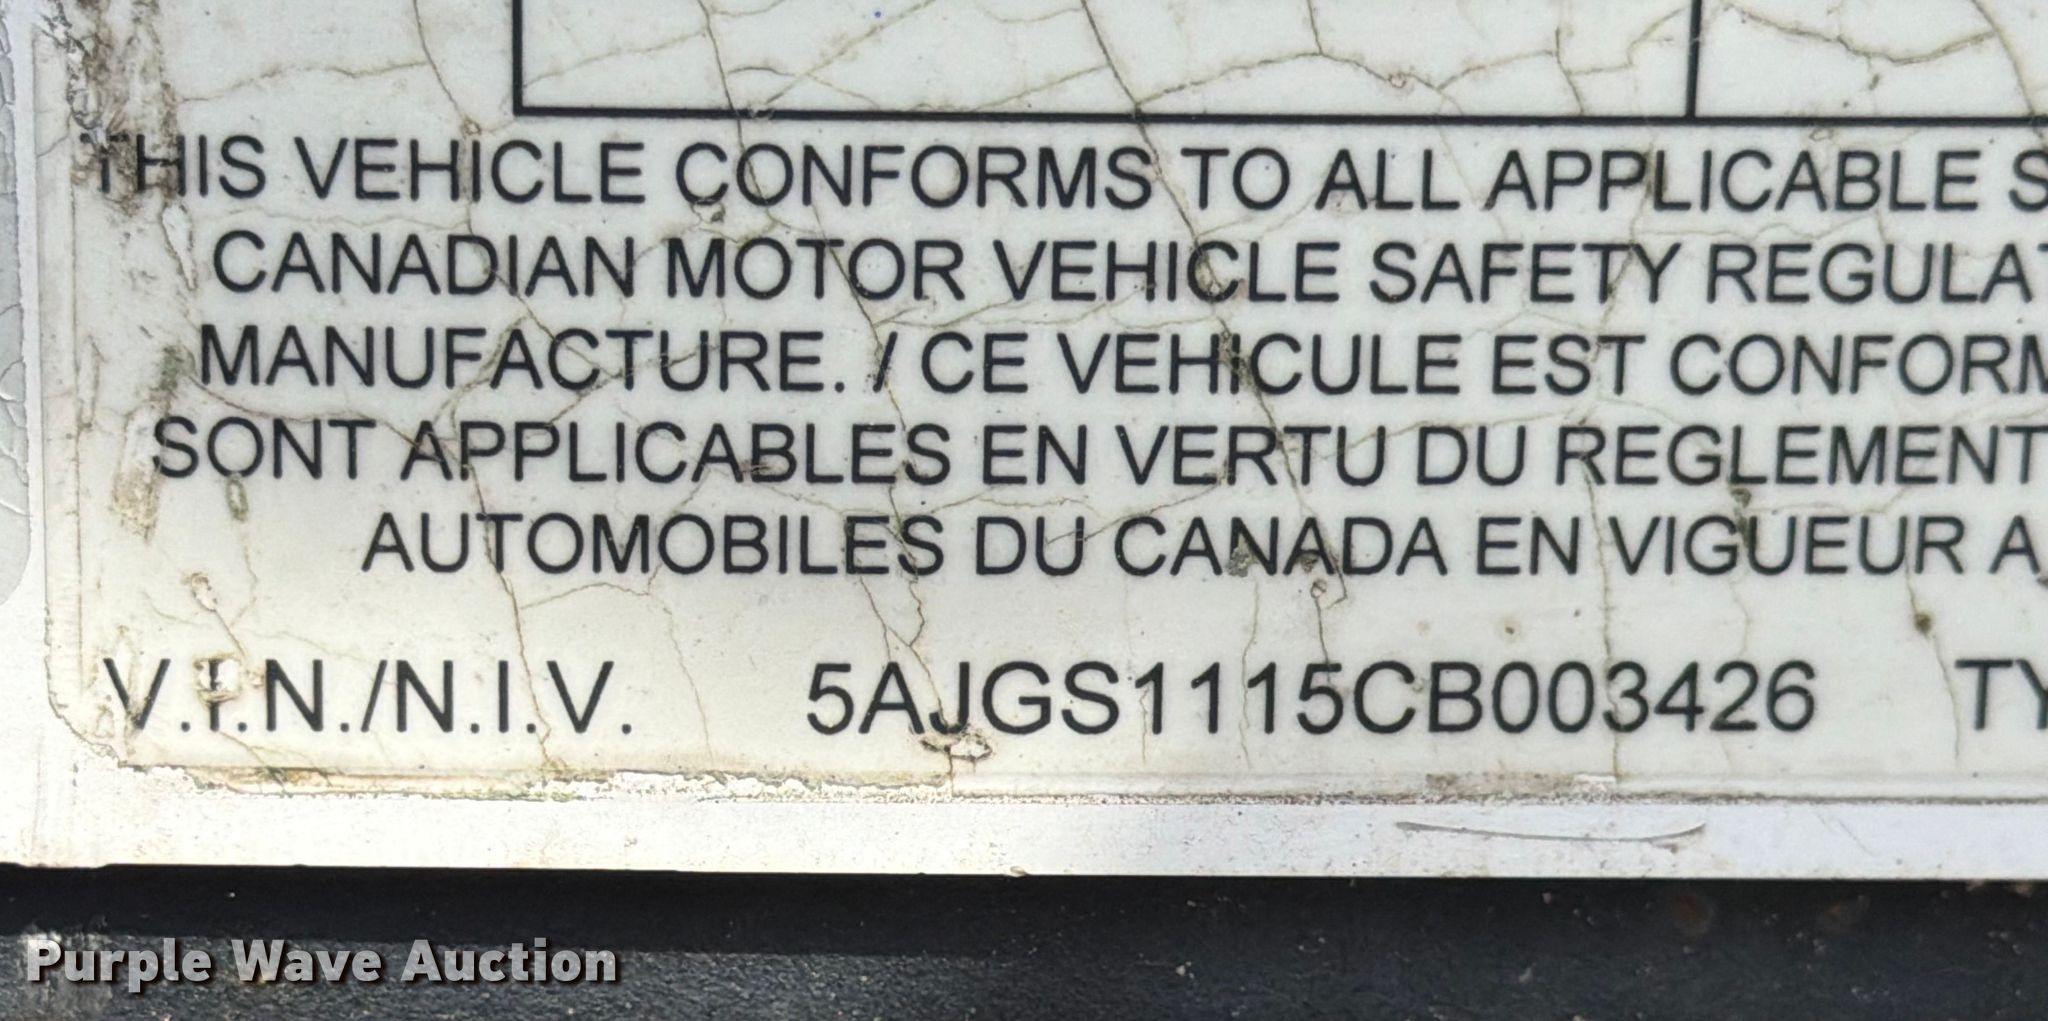 THIS VEHICLE CONFORMS TO ALL APPLICABLE S
CANADIAN MOTOR VEHICLE SAFETY REGULAT
MANUFACTURE. / CE VEHICULE EST CONFORM
SONT APPLICABLES EN VERTU DU REGLEMENT
AUTOMOBILES DU CANADA EN VIGUEUR A
V.I.N./N.I.V. 5AJGS1115CB003426 TY
Purple Wave Auction